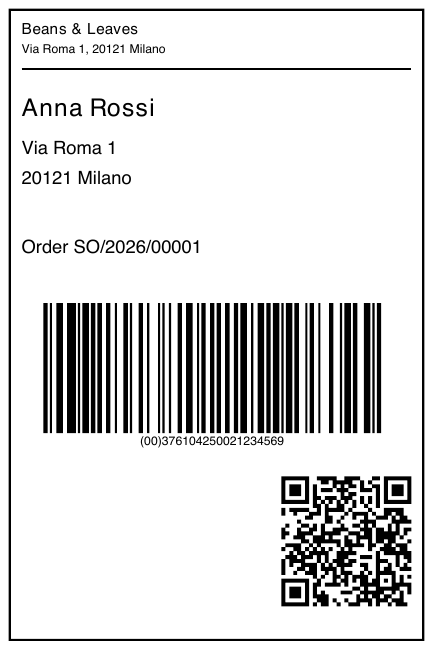 Beans & Leaves
Via Roma 1, 20121 Milano
Anna Rossi
Via Roma 1
20121 Milano
Order SO/2026/00001
(00)376104250021234569